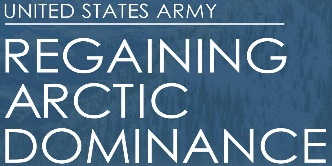 UNITED STATES ARMY
REGAINING
ARCTIC
DOMINANCE